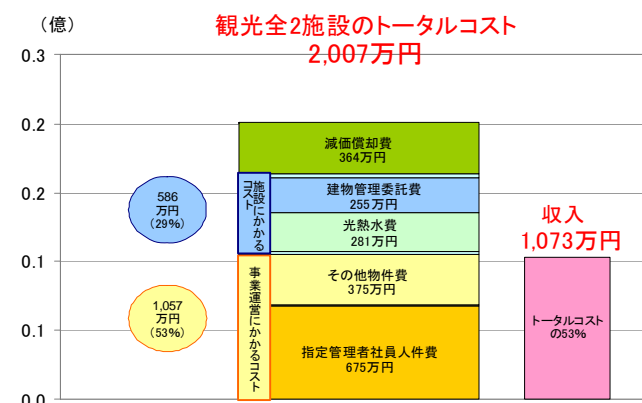 （億）
観光全2施設のトータルコスト
2,007万円
0.3
0.2
0.2
0.1
0.1
0.0
減価償却費
364万円
施設にかかる
コスト
建物管理委託費
255万円
光熱水費
281万円
586
万円
（29%）
事業運営にかかるコスト
その他物件費
375万円
1,057
万円
（53%）
指定管理者社員人件費
675万円
収入
1,073万円
トータルコスト
の53%